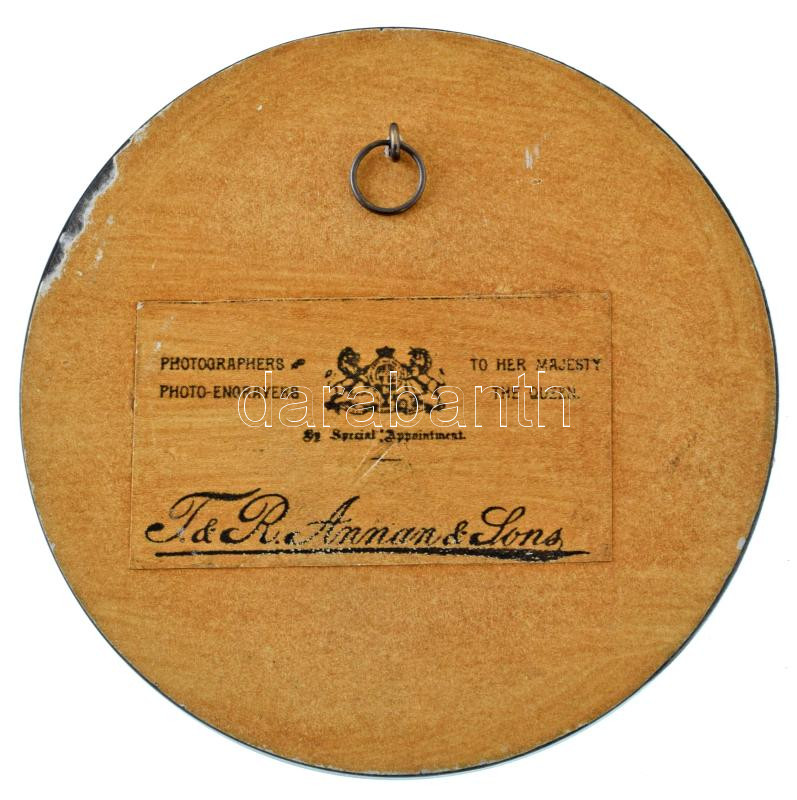 PHOTOGRAPHERS & TO HER MAJESTY
PHOTO-ENGRAVERS THE QUEEN.
darabanth
By Special Appointment.
T. & R. Annan & Sons